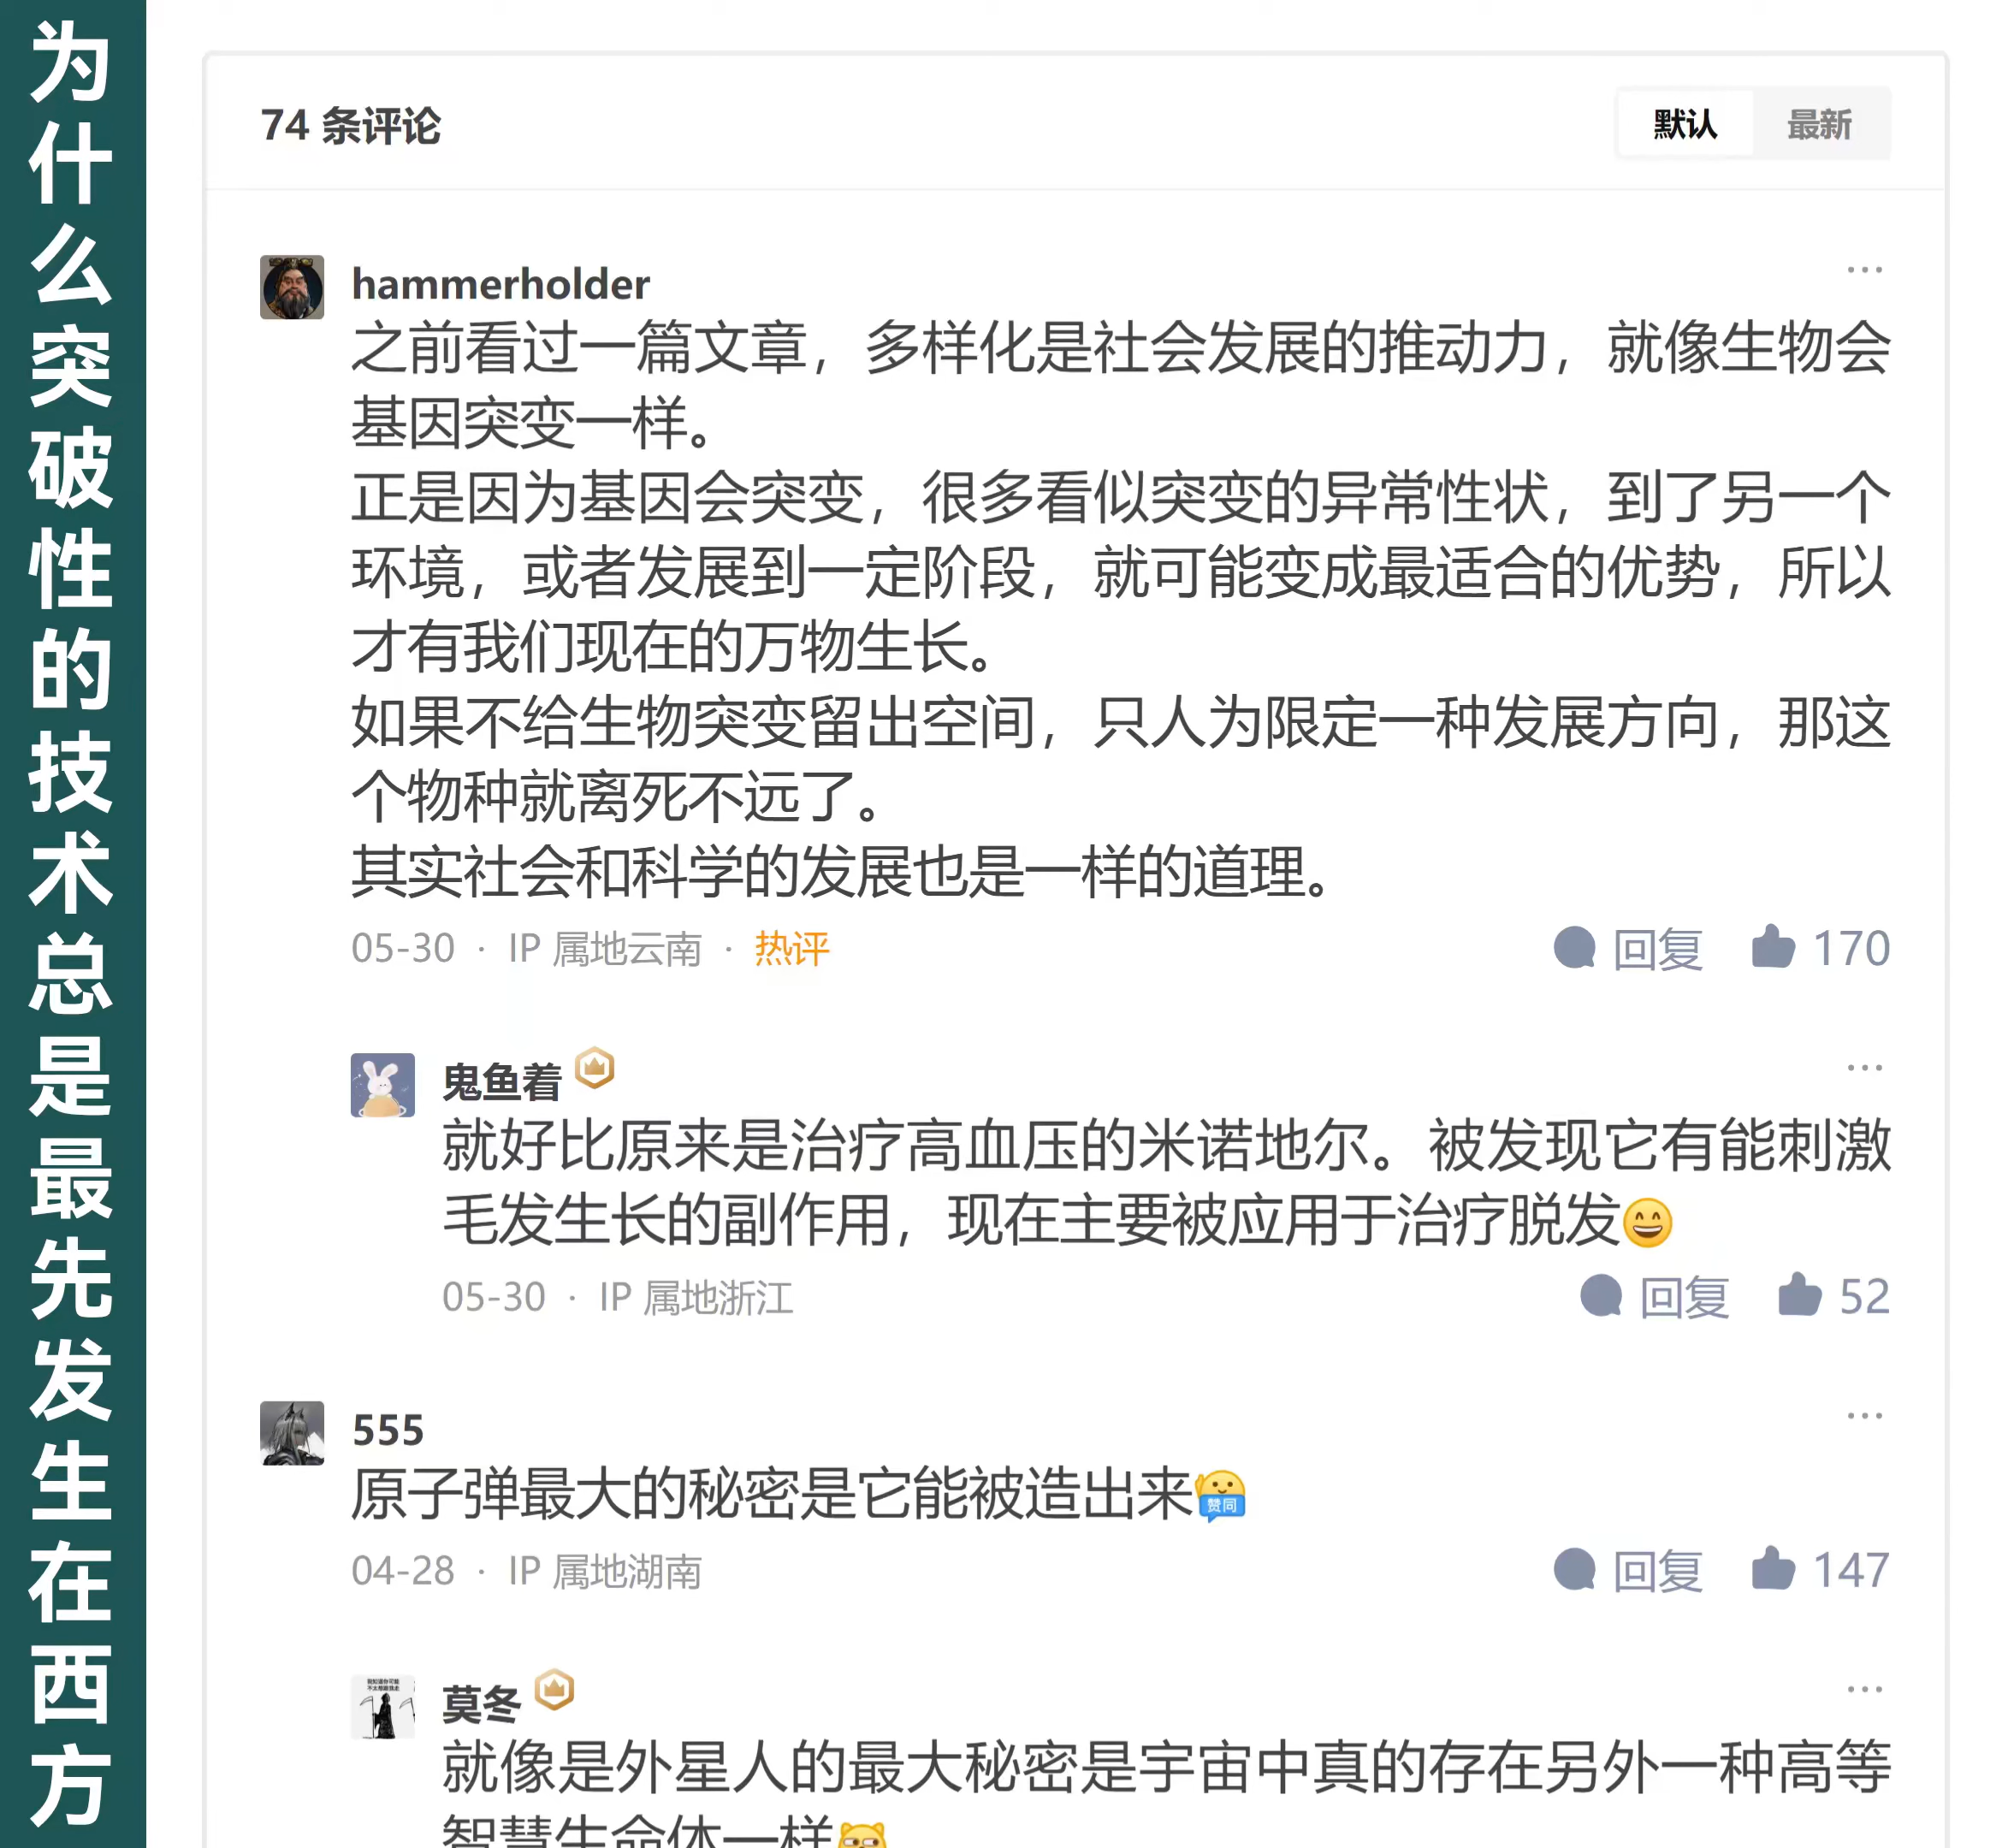 为什么突破性的技术总是最先发生在西方
74 条评论
默认 最新
hammerholder
之前看过一篇文章，多样化是社会发展的推动力，就像生物会
基因突变一样。
正是因为基因会突变，很多看似突变的异常性状，到了另一个
环境，或者发展到一定阶段，就可能变成最适合的优势，所以
才有我们现在的万物生长。
如果不给生物突变留出空间，只人为限定一种发展方向，那这
个物种就离死不远了。
其实社会和科学的发展也是一样的道理。
05-30 · IP 属地云南 · 热评 回复 170
鬼鱼着
就好比原来是治疗高血压的米诺地尔。被发现它有能刺激
毛发生长的副作用，现在主要被应用于治疗脱发
05-30 · IP 属地浙江 回复 52
555
原子弹最大的秘密是它能被造出来
赞同
04-28 · IP 属地湖南 回复 147
莫冬
就像是外星人的最大秘密是宇宙中真的存在另外一种高等
智慧生命体一样